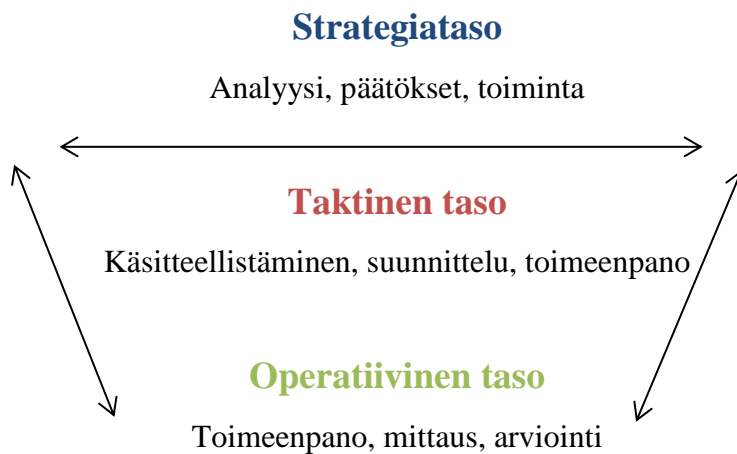 Strategiataso
Analyysi, päätökset, toiminta
Taktinen taso
Käsitteellistäminen, suunnittelu, toimeenpano
Operatiivinen taso
Toimeenpano, mittaus, arviointi